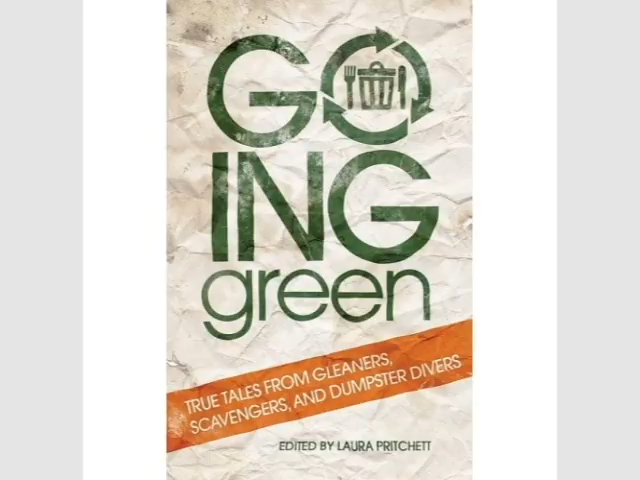 GO
ING
green
TRUE TALES FROM GLEANERS,
SCAVENGERS, AND DUMPSTER DIVERS
EDITED BY LAURA PRITCHETT